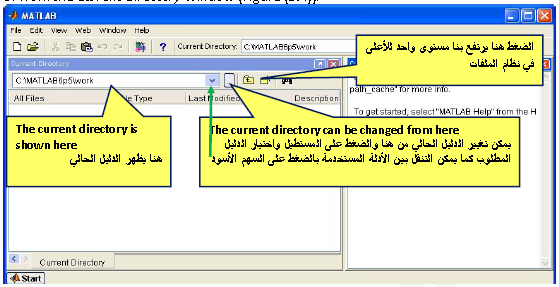 MATLAB
File Edit View Web Window Help
Current Directory: C:\MATLAB6p5\work
الضغط هنا يرتفع بنا مستوى واحد للأعلى
في نظام الملفات
Current Directory
C:\MATLAB6p5\work
path_cache" for more info.
All Files
le Type
Last Modified
Description
To get started, select "MATLAB Help" from the H
The current directory is
shown here
هنا يظهر الدليل الحالي
The current directory can be changed from here
يمكن تغيير الدليل الحالي من هنا والضغط على المستطيل واختيار الدليل
المطلوب كما يمكن التنقل بين الأدلة المستخدمة بالضغط على السهم الأسود
Current Directory
Start